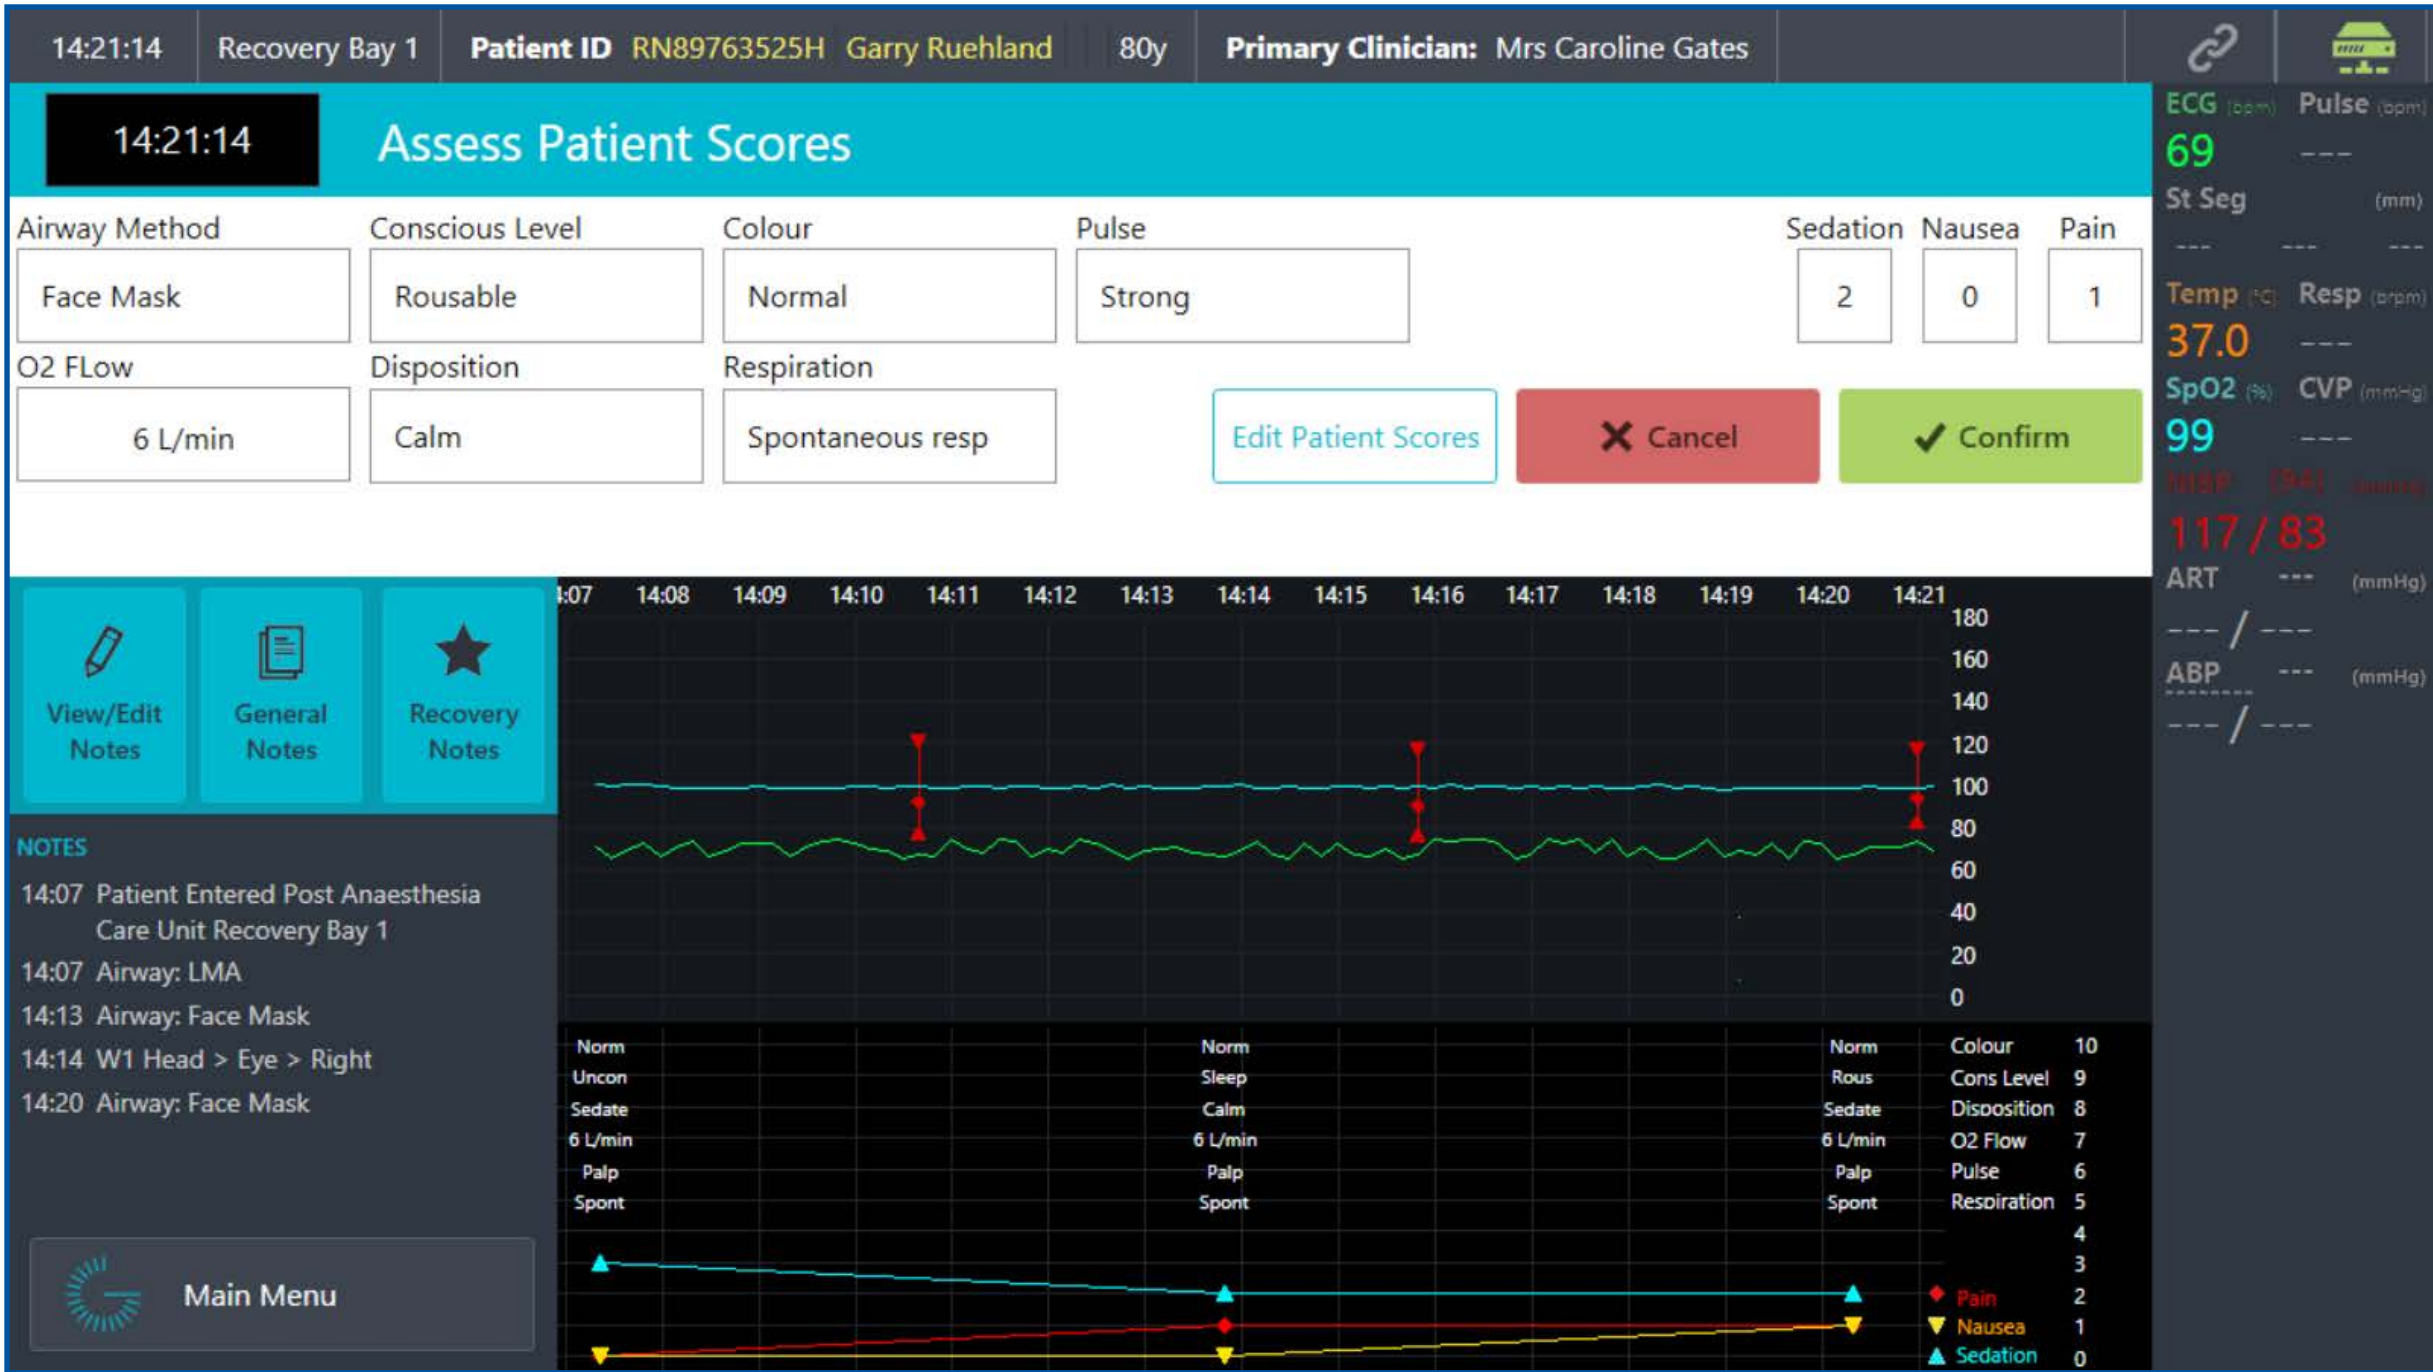 14:21:14 Recovery Bay 1 Patient ID RN89763525H Garry Ruehland 80y Primary Clinician: Mrs Caroline Gates
14:21:14 Assess Patient Scores
Airway Method Conscious Level Colour Pulse Sedation Nausea Pain
Face Mask Rousable Normal Strong 2 0 1
O2 FLow Disposition Respiration
6 L/min Calm Spontaneous resp Edit Patient Scores Cancel Confirm
ECG (bpm) Pulse (bpm)
69 ---
St Seg (mm)
--- --- ---
Temp (°C) Resp (brpm)
37.0 ---
SpO2 (%) CVP (mmHg)
99 ---
NIBP (94) (mmHg)
117 / 83
ART --- (mmHg)
--- / ---
ABP --- (mmHg)
--- / ---
View/Edit Notes
General Notes
Recovery Notes
NOTES
14:07 Patient Entered Post Anaesthesia
Care Unit Recovery Bay 1
14:07 Airway: LMA
14:13 Airway: Face Mask
14:14 W1 Head > Eye > Right
14:20 Airway: Face Mask
Main Menu
4:07 14:08 14:09 14:10 14:11 14:12 14:13 14:14 14:15 14:16 14:17 14:18 14:19 14:20 14:21
180
160
140
120
100
80
60
40
20
0
Norm Norm Norm Colour 10
Uncon Sleep Rous Cons Level 9
Sedate Calm Sedate Disposition 8
6 L/min 6 L/min 6 L/min O2 Flow 7
Palp Palp Palp Pulse 6
Spont Spont Spont Respiration 5
4
3
Pain 2
Nausea 1
Sedation 0